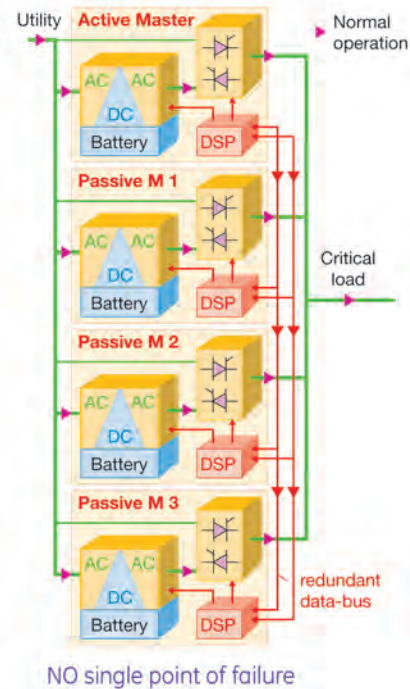 Utility
Active Master
Normal
operation
AC AC
DC
Battery
DSP
Passive M 1
AC AC
DC
Battery
DSP
Critical
load
Passive M 2
AC AC
DC
Battery
DSP
Passive M 3
AC AC
DC
Battery
DSP
redundant
data-bus
NO single point of failure